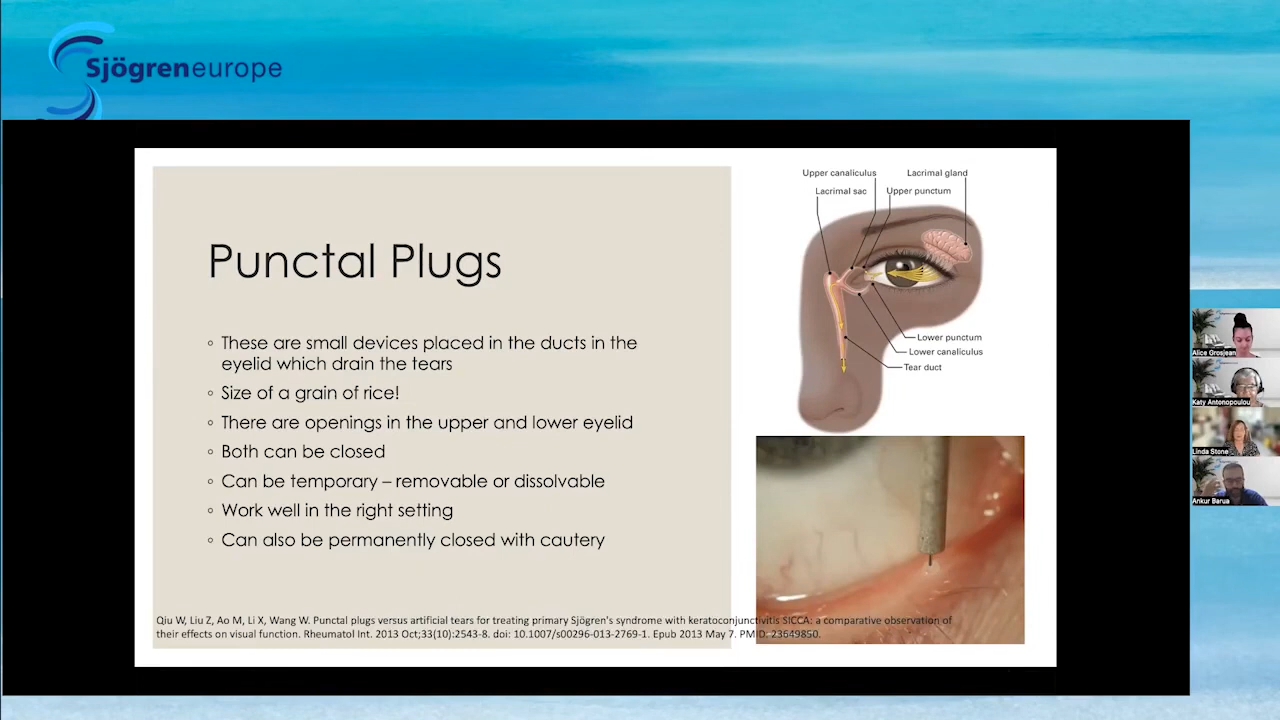 Sjögreneurope
Punctal Plugs
◦ These are small devices placed in the ducts in the
eyelid which drain the tears
◦ Size of a grain of rice!
◦ There are openings in the upper and lower eyelid
◦ Both can be closed
◦ Can be temporary – removable or dissolvable
◦ Work well in the right setting
◦ Can also be permanently closed with cautery
Qiu W, Liu Z, Ao M, Li X, Wang W. Punctal plugs versus artificial tears for treating primary Sjögren's syndrome with keratoconjunctivitis SICCA: a comparative observation of
their effects on visual function. Rheumatol Int. 2013 Oct;33(10):2543-8. doi: 10.1007/s00296-013-2769-1. Epub 2013 May 7. PMID: 23649850.
Upper canaliculus
Lacrimal gland
Lacrimal sac
Upper punctum
Lower punctum
Lower canaliculus
Tear duct
Alice Grosjean
Katy Antonopoulou
Linda Stone
Ankur Barua